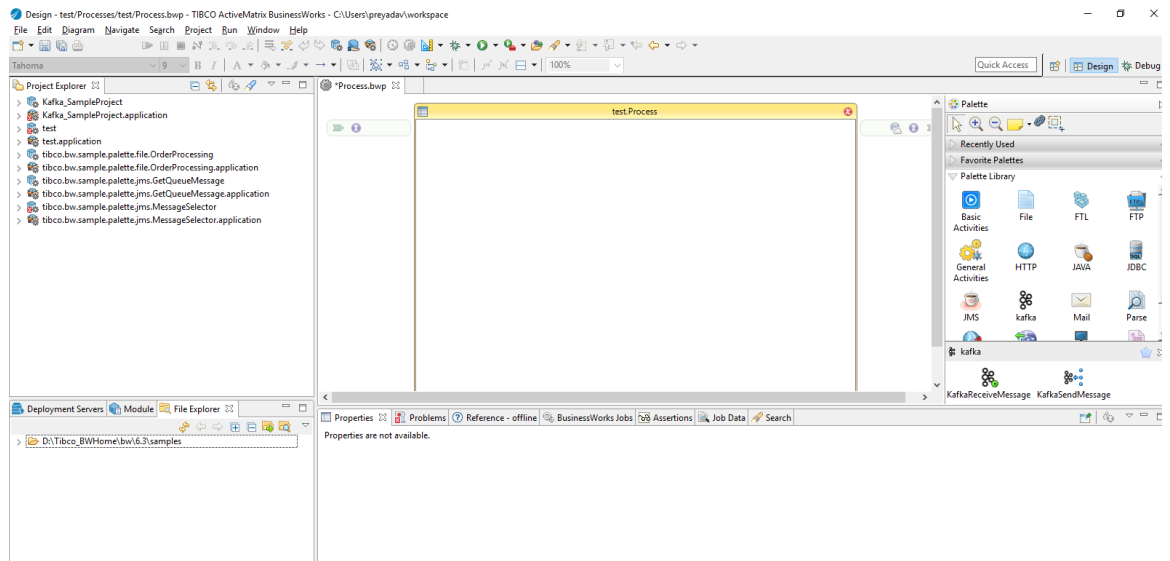 Design - test/Processes/test/Process.bwp - TIBCO ActiveMatrix BusinessWorks - C:\Users\preyadav\workspace
File Edit Diagram Navigate Search Project Run Window Help
Tahoma 9 B I A 100% Quick Access Design Debug
Project Explorer
Kafka_SampleProject
Kafka_SampleProject.application
test
test.application
tibco.bw.sample.palette.file.OrderProcessing
tibco.bw.sample.palette.file.OrderProcessing.application
tibco.bw.sample.palette.jms.GetQueueMessage
tibco.bw.sample.palette.jms.GetQueueMessage.application
tibco.bw.sample.palette.jms.MessageSelector
tibco.bw.sample.palette.jms.MessageSelector.application
*Process.bwp
test.Process
Palette
Recently Used
Favorite Palettes
Palette Library
Basic Activities
File
FTL
FTP
General Activities
HTTP
JAVA
JDBC
JMS
kafka
Mail
Parse
kafka
KafkaReceiveMessage KafkaSendMessage
Deployment Servers Module File Explorer
D:\Tibco_BWHome\bw\6.3\samples
Properties Problems Reference - offline BusinessWorks Jobs Assertions Job Data Search
Properties are not available.